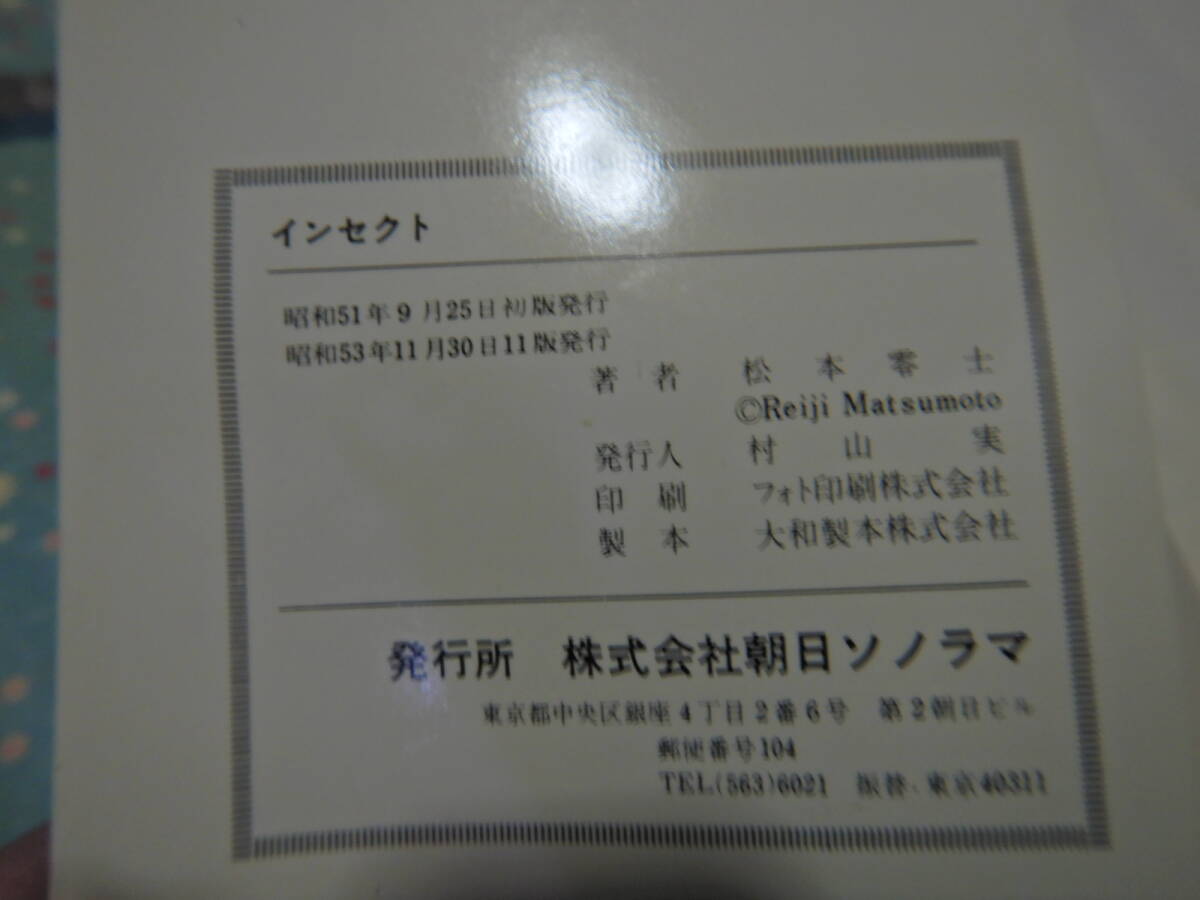 インセクト
昭和51年9月25日初版発行
昭和53年11月30日11版発行
著者 松本零士
©Reiji Matsumoto
発行人 村山実
印刷 フォト印刷株式会社
製本 大和製本株式会社
発行所 株式会社朝日ソノラマ
東京都中央区銀座4丁目2番6号 第2朝日ビル
郵便番号104
TEL(563)6021 振替・東京40311